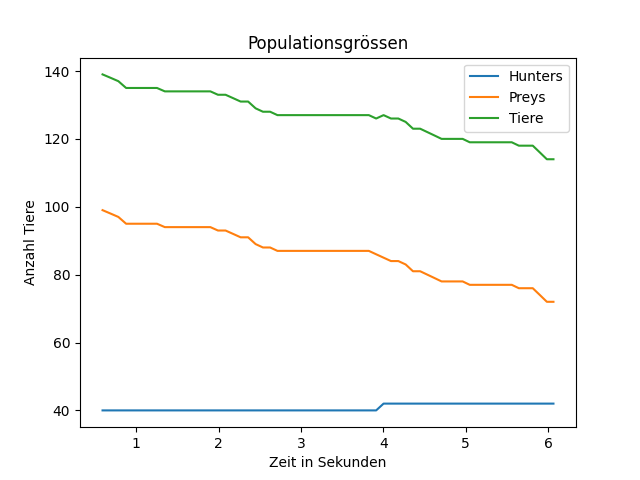 Populationsgrössen
Hunters
Preys
Tiere
Anzahl Tiere
140
120
100
80
60
40
1 2 3 4 5 6
Zeit in Sekunden